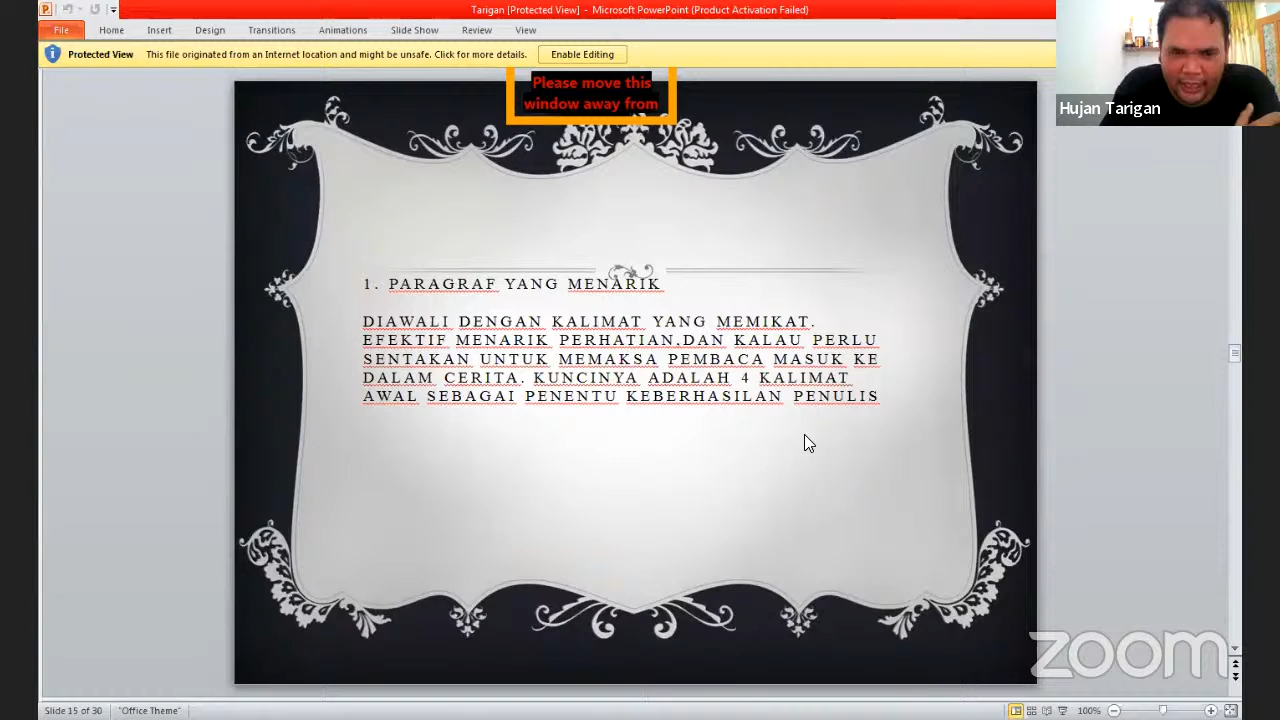 Tarigan [Protected View] - Microsoft PowerPoint (Product Activation Failed)
File Home Insert Design Transitions Animations Slide Show Review View
Protected View This file originated from an Internet location and might be unsafe. Click for more details. Enable Editing
Please move this
window away from
Hujan Tarigan
1. PARAGRAF YANG MENARIK
DIAWALI DENGAN KALIMAT YANG MEMIKAT.
EFEKTIF MENARIK PERHATIAN,DAN KALAU PERLU
SENTAKAN UNTUK MEMAKSA PEMBACA MASUK KE
DALAM CERITA. KUNCINYA ADALAH 4 KALIMAT
AWAL SEBAGAI PENENTU KEBERHASILAN PENULIS
zoom
Slide 15 of 30 "Office Theme" 100%